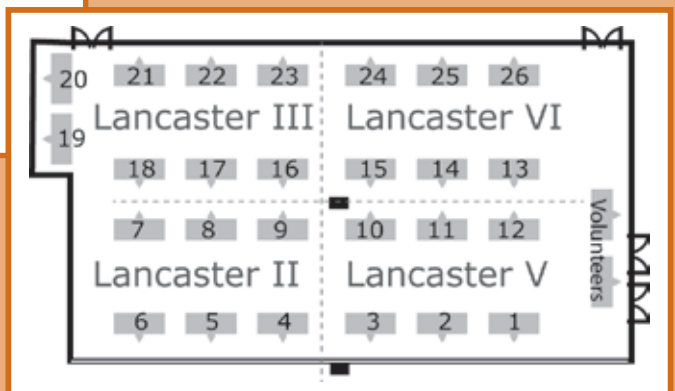 20 21 22 23 24 25 26
Lancaster III Lancaster VI
19
18 17 16 15 14 13
7 8 9 10 11 12
Volunteers
Lancaster II Lancaster V
6 5 4 3 2 1